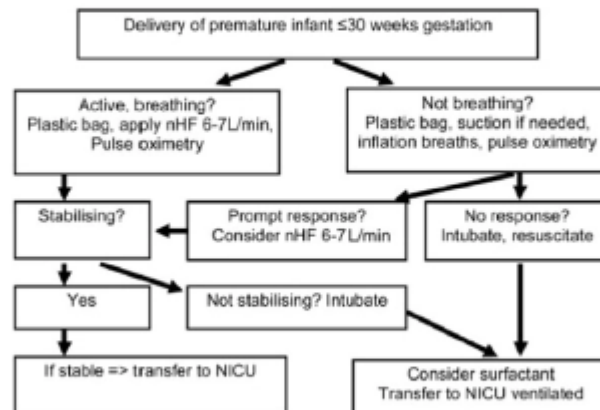 Delivery of premature infant ≤30 weeks gestation
Active, breathing?
Plastic bag, apply nHF 6-7L/min,
Pulse oximetry
Not breathing?
Plastic bag, suction if needed,
inflation breaths, pulse oximetry
Stabilising?
Prompt response?
Consider nHF 6-7L/min
No response?
Intubate, resuscitate
Yes
Not stabilising? Intubate
If stable => transfer to NICU
Consider surfactant
Transfer to NICU ventilated